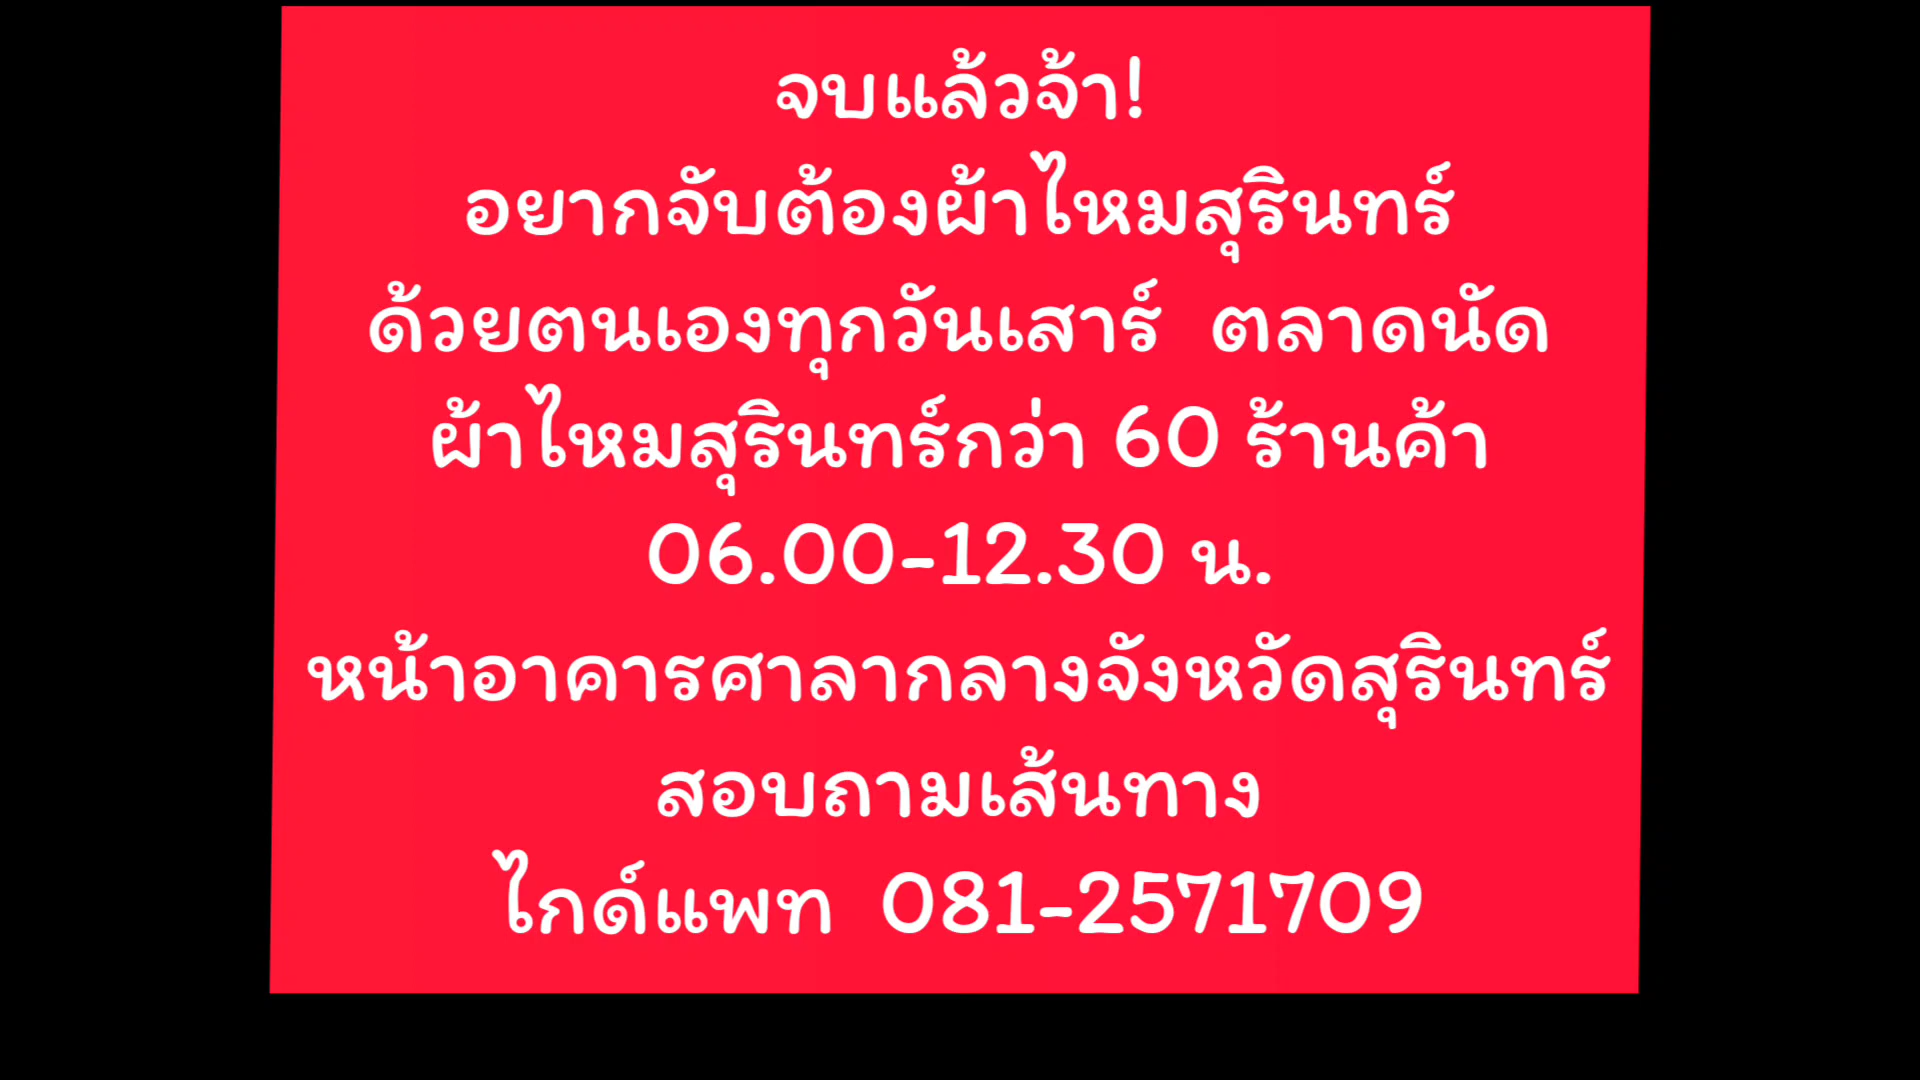 จบแล้วจ้า!
อยากจับต้องผ้าไหมสุรินทร์
ด้วยตนเองทุกวันเสาร์ ตลาดนัด
ผ้าไหมสุรินทร์กว่า 60 ร้านค้า
06.00-12.30 น.
หน้าอาคารศาลากลางจังหวัดสุรินทร์
สอบถามเส้นทาง
ไกด์แพท 081-2571709